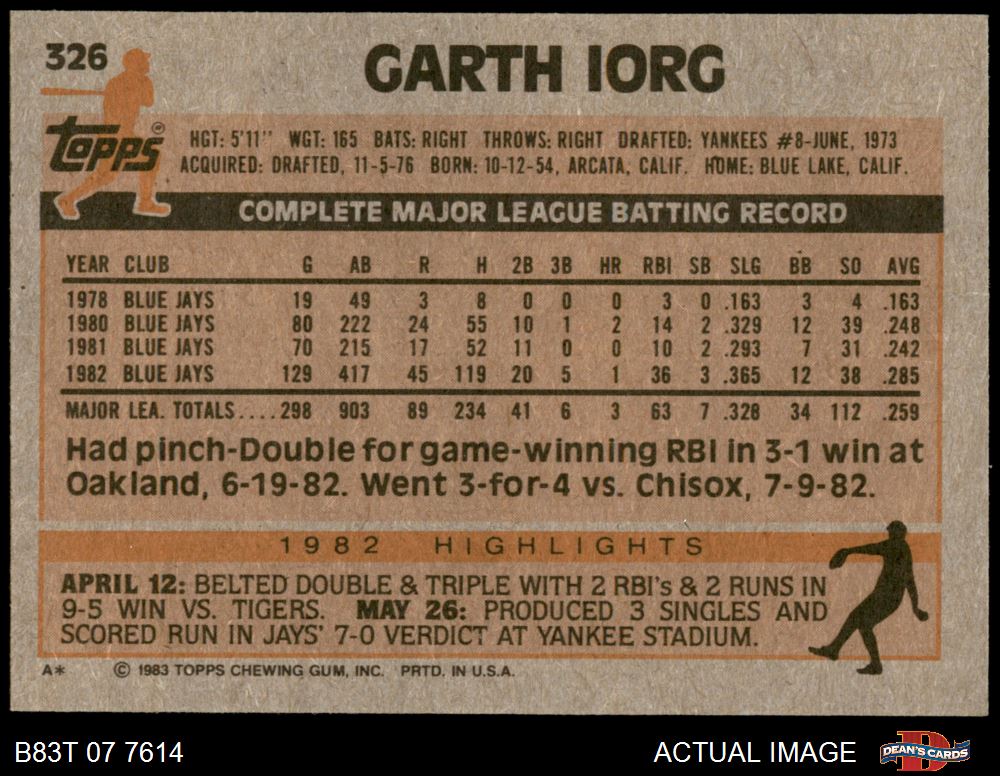 326
GARTH IORG
Topps®
HGT: 5'11" WGT: 165 BATS: RIGHT THROWS: RIGHT DRAFTED: YANKEES #8-JUNE, 1973
ACQUIRED: DRAFTED, 11-5-76 BORN: 10-12-54, ARCATA, CALIF. HOME: BLUE LAKE, CALIF.
COMPLETE MAJOR LEAGUE BATTING RECORD
YEAR CLUB G AB R H 2B 3B HR RBI SB SLG BB SO AVG
1978 BLUE JAYS 19 49 3 8 0 0 0 3 0 .163 3 4 .163
1980 BLUE JAYS 80 222 24 55 10 1 2 14 2 .329 12 39 .248
1981 BLUE JAYS 70 215 17 52 11 0 0 10 2 .293 7 31 .242
1982 BLUE JAYS 129 417 45 119 20 5 1 36 3 .365 12 38 .285
MAJOR LEA. TOTALS....298 903 89 234 41 6 3 63 7 .328 34 112 .259
Had pinch-Double for game-winning RBI in 3-1 win at
Oakland, 6-19-82. Went 3-for-4 vs. Chisox, 7-9-82.
1982 HIGHLIGHTS
APRIL 12: BELTED DOUBLE & TRIPLE WITH 2 RBI's & 2 RUNS IN
9-5 WIN VS. TIGERS. MAY 26: PRODUCED 3 SINGLES AND
SCORED RUN IN JAYS' 7-0 VERDICT AT YANKEE STADIUM.
A* © 1983 TOPPS CHEWING GUM, INC. PRTD. IN U.S.A.
B83T 07 7614
ACTUAL IMAGE
D
DEAN'S CARDS